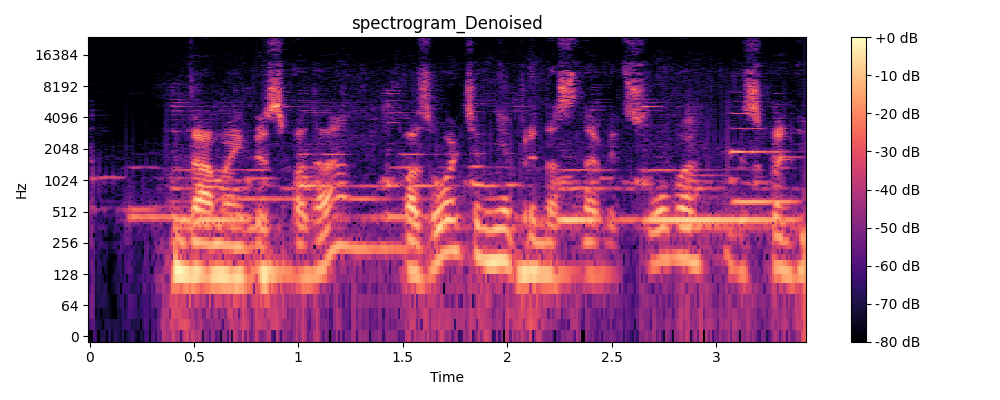 spectrogram_Denoised
Hz
16384
8192
4096
2048
1024
512
256
128
64
0
0
0.5
1
1.5
2
2.5
3
Time
+0 dB
-10 dB
-20 dB
-30 dB
-40 dB
-50 dB
-60 dB
-70 dB
-80 dB